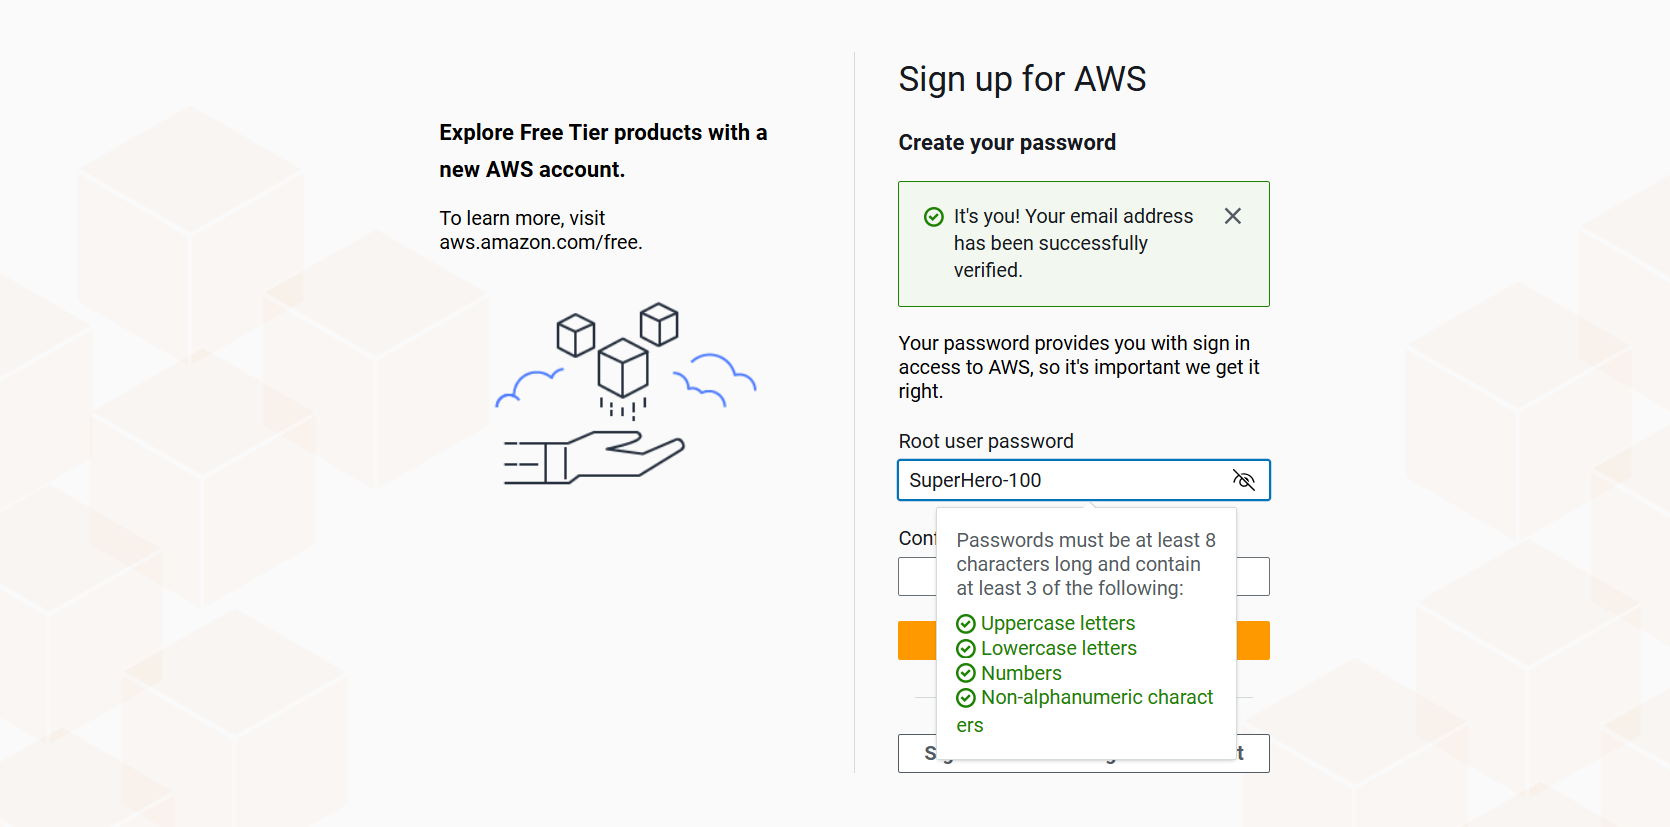 Explore Free Tier products with a
new AWS account.
To learn more, visit
aws.amazon.com/free.
Sign up for AWS
Create your password
It's you! Your email address
has been successfully
verified.
Your password provides you with sign in
access to AWS, so it's important we get it
right.
Root user password
SuperHero-100
Passwords must be at least 8
characters long and contain
at least 3 of the following:
Uppercase letters
Lowercase letters
Numbers
Non-alphanumeric charact
ers